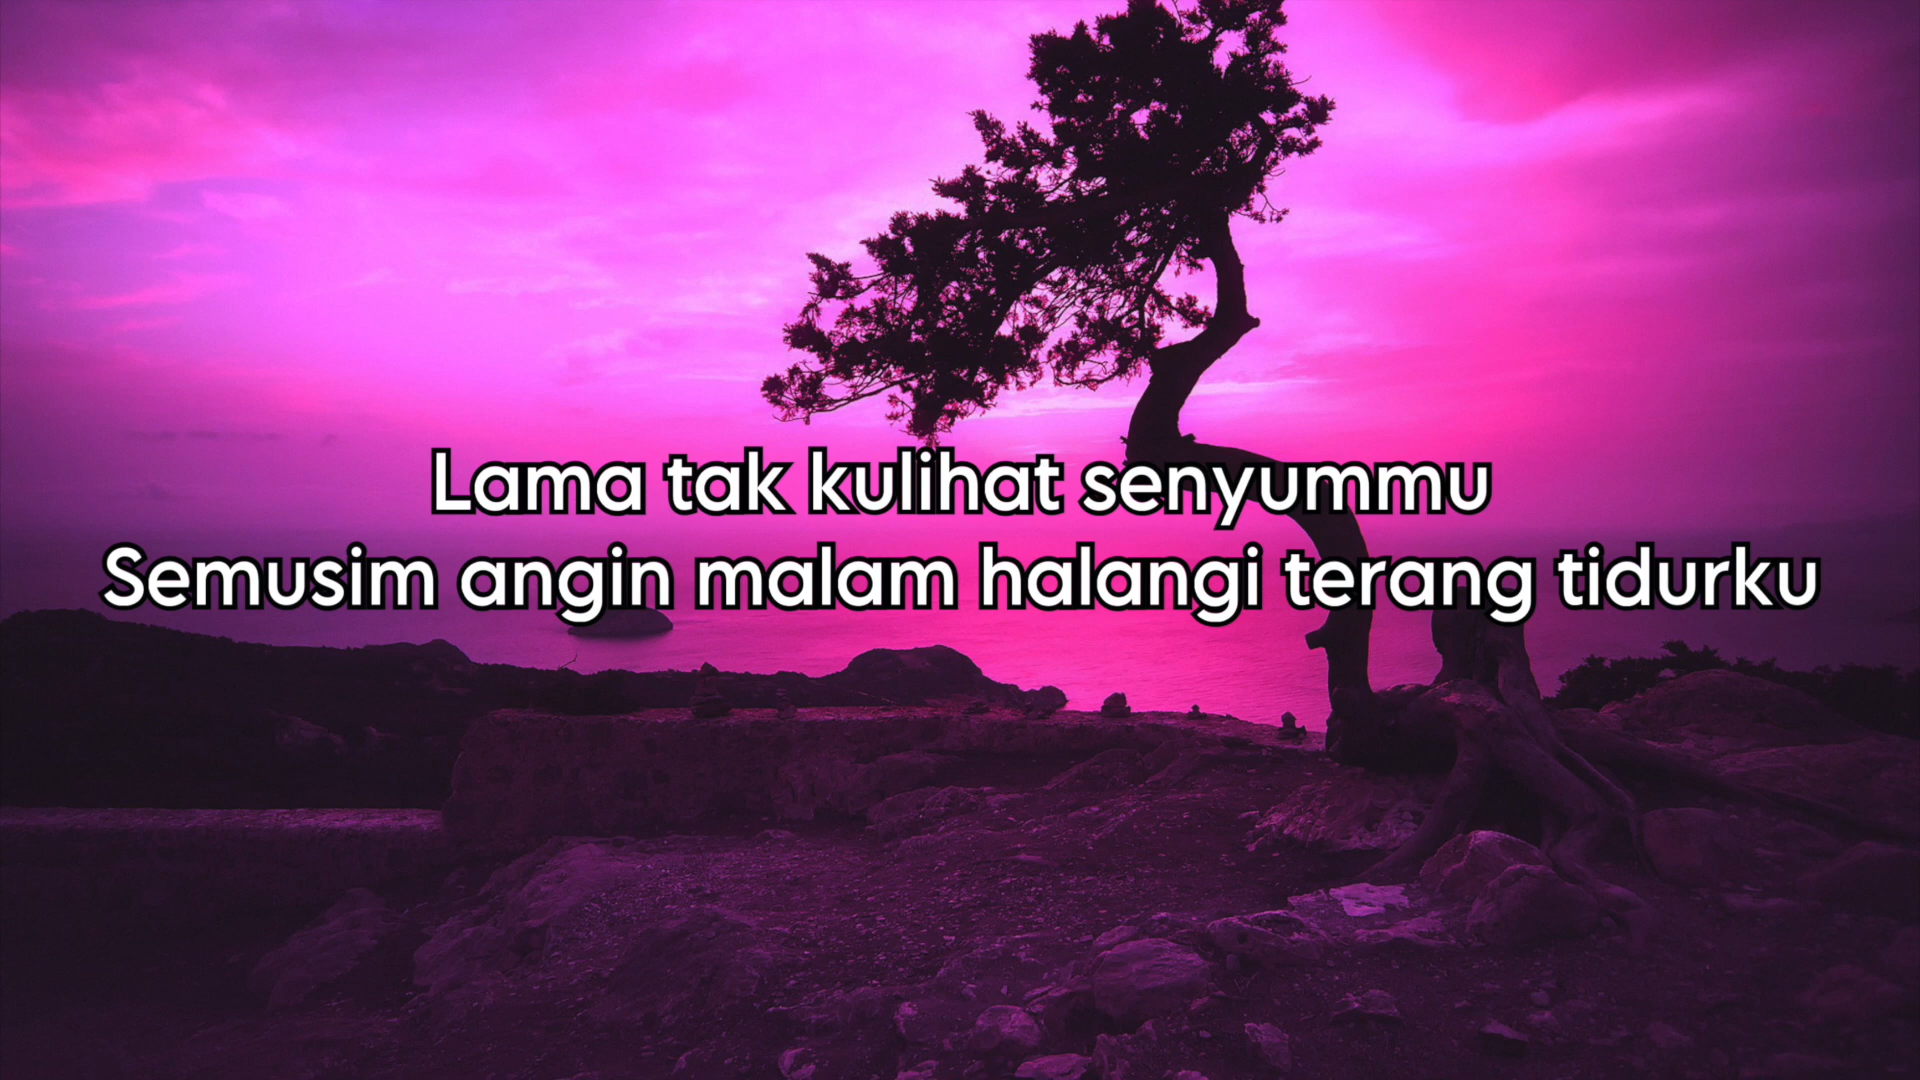 Lama tak kulihat senyummu
Semusim angin malam halangi terang tidurku